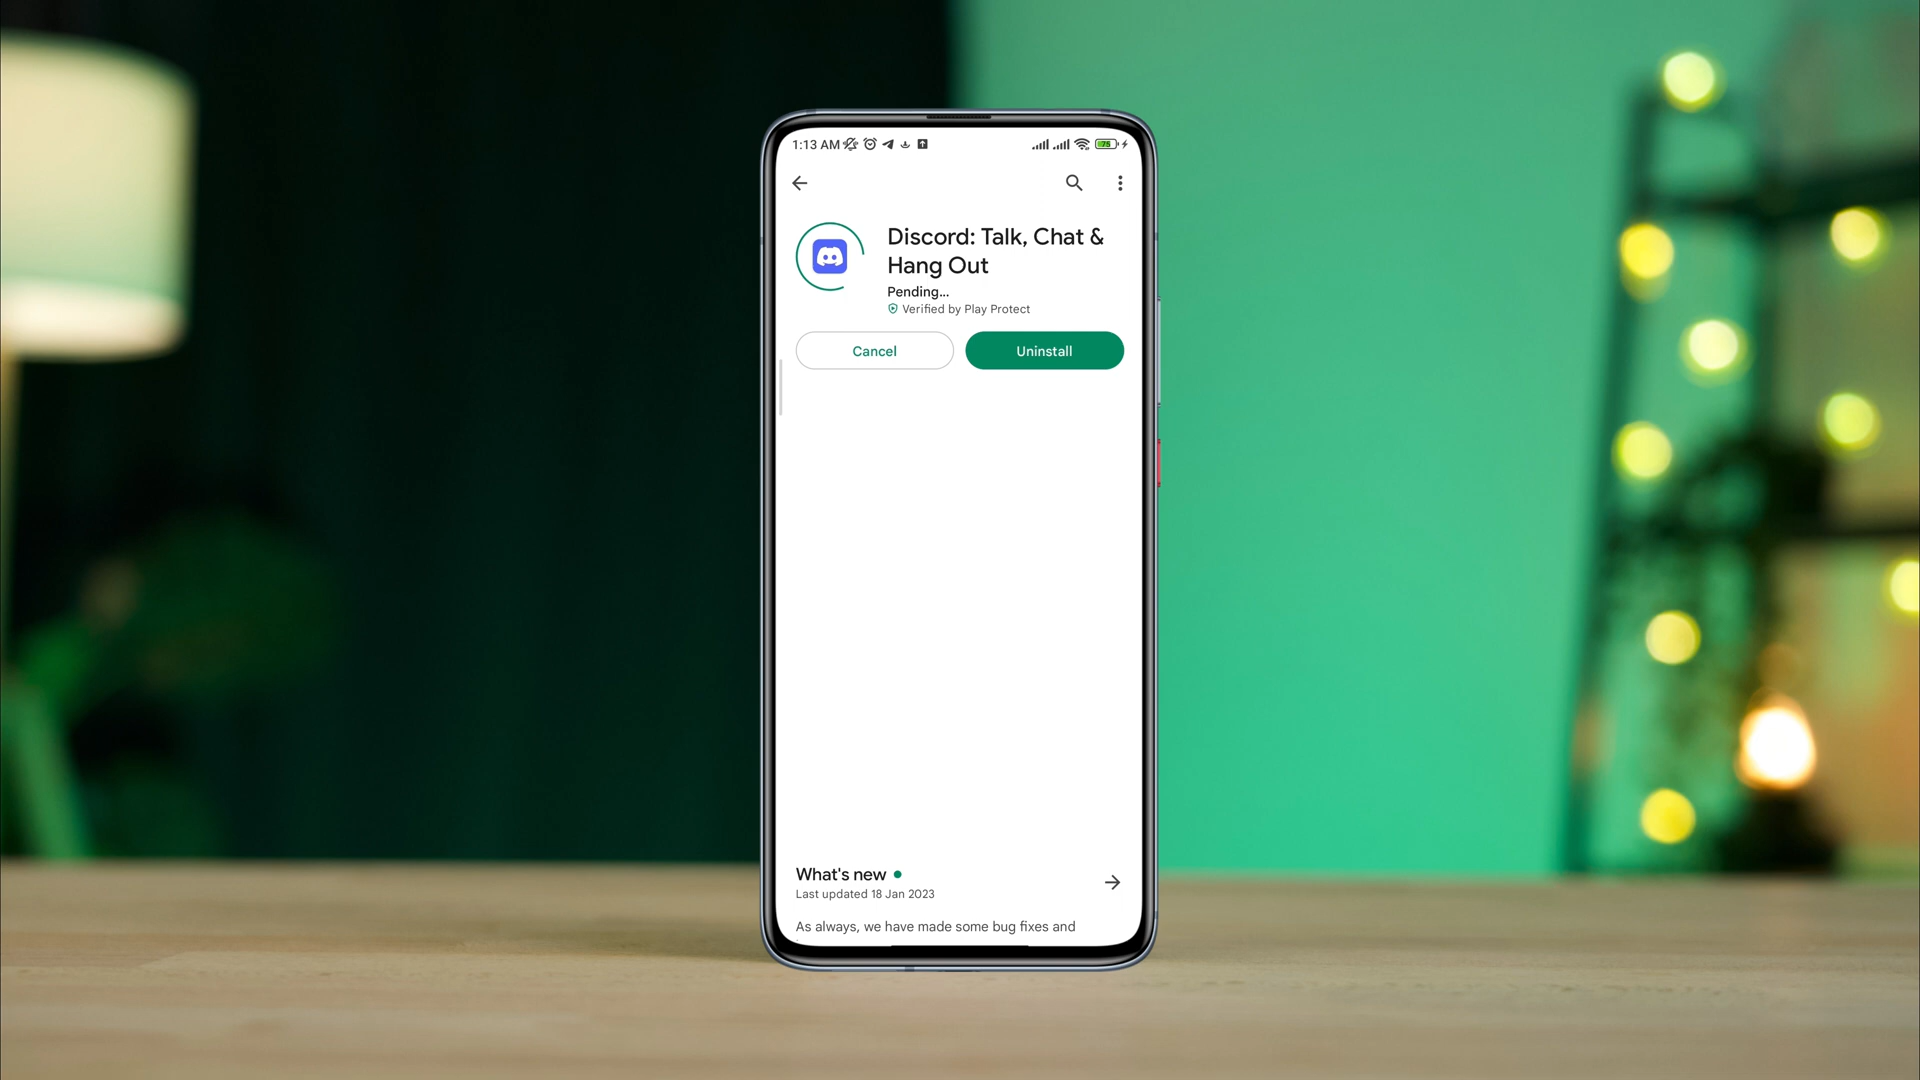 1:13 AM
75
Discord: Talk, Chat &
Hang Out
Pending...
Verified by Play Protect
Cancel
Uninstall
What's new
Last updated 18 Jan 2023
As always, we have made some bug fixes and